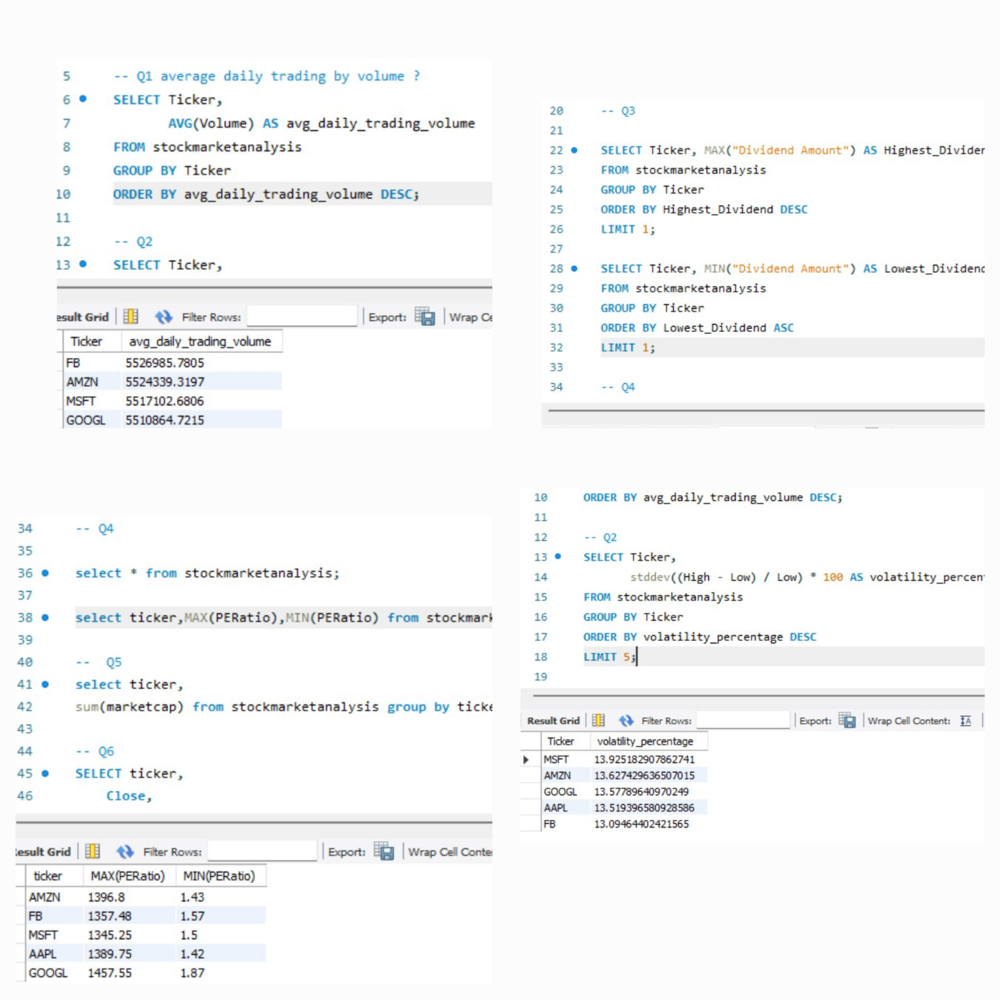 5 -- Q1 average daily trading by volume ?
6 SELECT Ticker,
7 AVG(Volume) AS avg_daily_trading_volume
8 FROM stockmarketanalysis
9 GROUP BY Ticker
10 ORDER BY avg_daily_trading_volume DESC;
11
12 -- Q2
13 SELECT Ticker,
esult Grid Filter Rows: Export: Wrap Ce
Ticker avg_daily_trading_volume
FB 5526985.7805
AMZN 5524339.3197
MSFT 5517102.6806
GOOGL 5510864.7215
20 -- Q3
21
22 SELECT Ticker, MAX("Dividend Amount") AS Highest_Dividen
23 FROM stockmarketanalysis
24 GROUP BY Ticker
25 ORDER BY Highest_Dividend DESC
26 LIMIT 1;
27
28 SELECT Ticker, MIN("Dividend Amount") AS Lowest_Dividend
29 FROM stockmarketanalysis
30 GROUP BY Ticker
31 ORDER BY Lowest_Dividend ASC
32 LIMIT 1;
33
34 -- Q4
34 -- Q4
35
36 select * from stockmarketanalysis;
37
38 select ticker,MAX(PERatio),MIN(PERatio) from stockmark
39
40 -- Q5
41 select ticker,
42 sum(marketcap) from stockmarketanalysis group by ticke
43
44 -- Q6
45 SELECT ticker,
46 Close,
esult Grid Filter Rows: Export: Wrap Cell Conte
ticker MAX(PERatio) MIN(PERatio)
AMZN 1396.8 1.43
FB 1357.48 1.57
MSFT 1345.25 1.5
AAPL 1389.75 1.42
GOOGL 1457.55 1.87
10 ORDER BY avg_daily_trading_volume DESC;
11
12 -- Q2
13 SELECT Ticker,
14 stddev((High - Low) / Low) * 100 AS volatility_percen
15 FROM stockmarketanalysis
16 GROUP BY Ticker
17 ORDER BY volatility_percentage DESC
18 LIMIT 5;
19
Result Grid Filter Rows: Export: Wrap Cell Content: IA
Ticker volatility_percentage
MSFT 13.925182907862741
AMZN 13.627429636507015
GOOGL 13.57789640970249
AAPL 13.519396580928586
FB 13.09464402421565